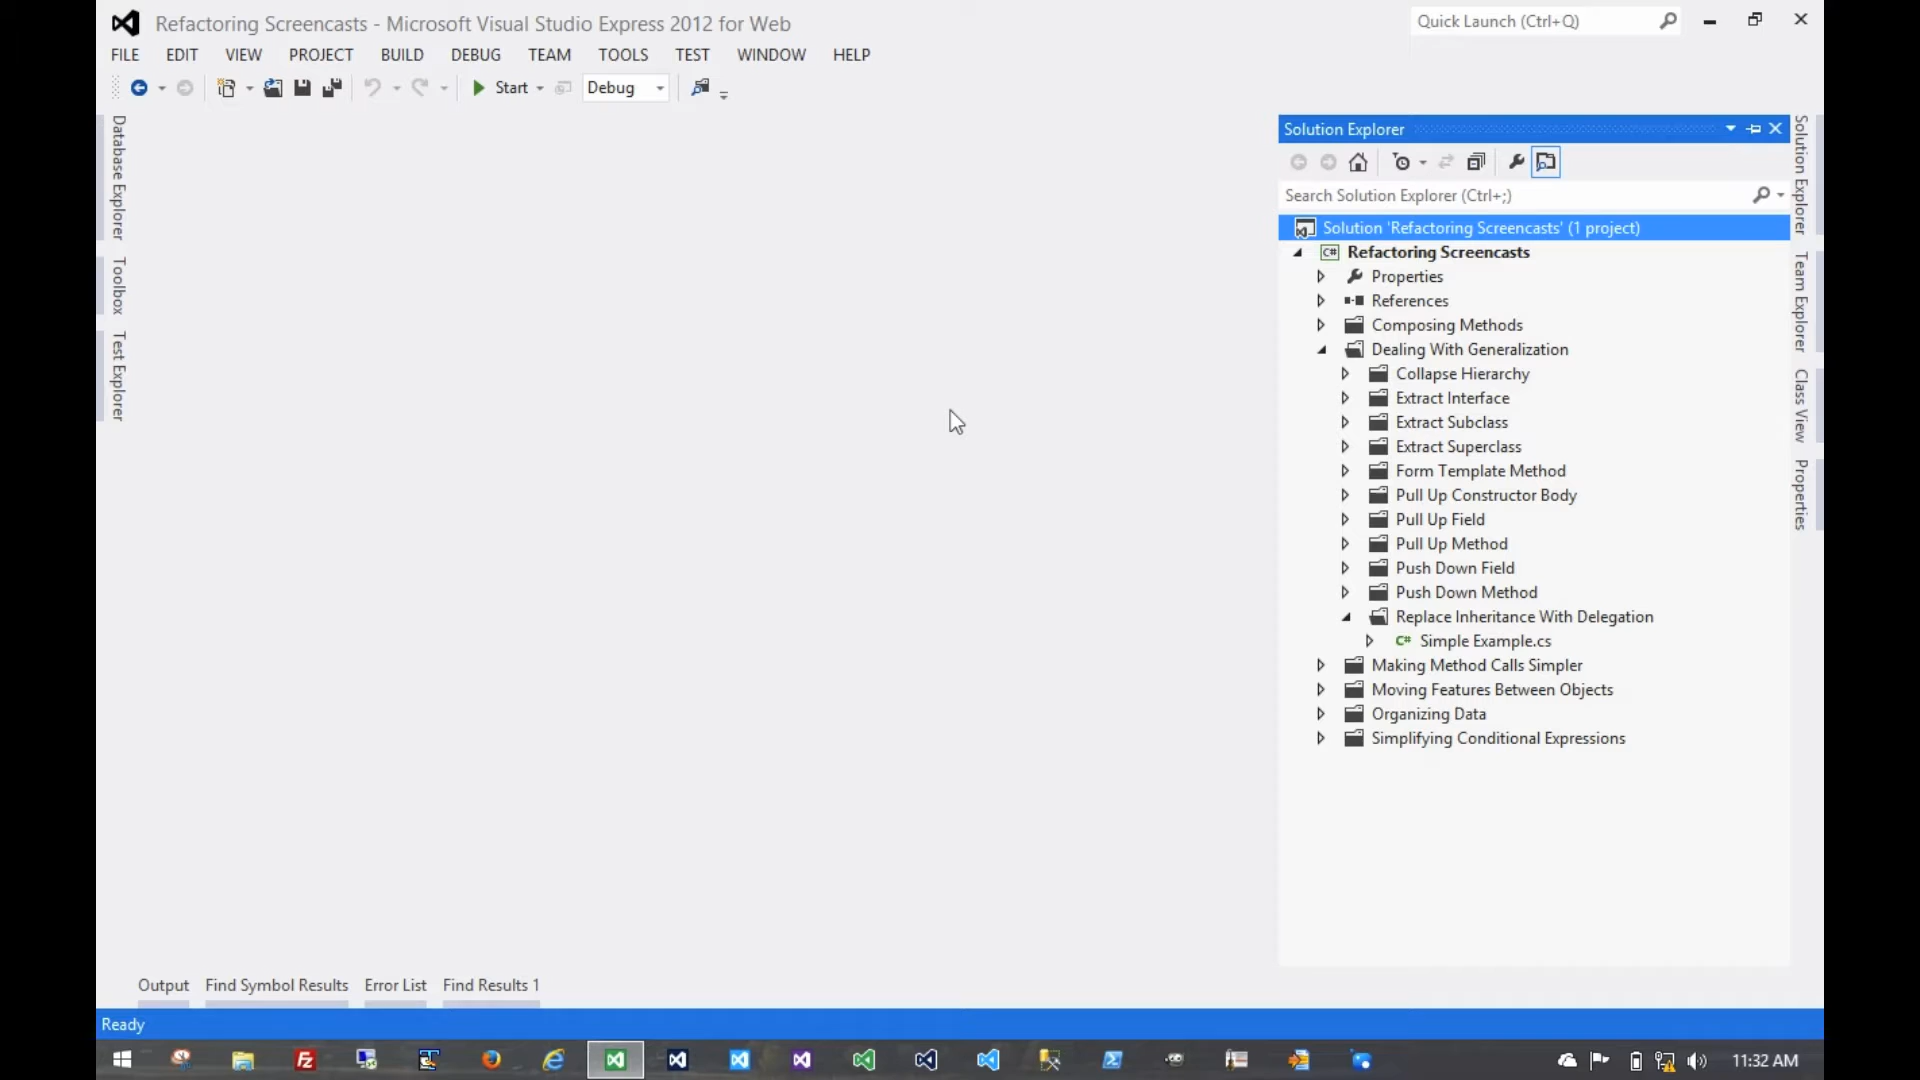 Refactoring Screencasts - Microsoft Visual Studio Express 2012 for Web
Quick Launch (Ctrl+Q)
FILE EDIT VIEW PROJECT BUILD DEBUG TEAM TOOLS TEST WINDOW HELP
Start Debug
Database Explorer
Toolbox
Test Explorer
Solution Explorer
Search Solution Explorer (Ctrl+;)
Solution 'Refactoring Screencasts' (1 project)
C# Refactoring Screencasts
Properties
References
Composing Methods
Dealing With Generalization
Collapse Hierarchy
Extract Interface
Extract Subclass
Extract Superclass
Form Template Method
Pull Up Constructor Body
Pull Up Field
Pull Up Method
Push Down Field
Push Down Method
Replace Inheritance With Delegation
C# Simple Example.cs
Making Method Calls Simpler
Moving Features Between Objects
Organizing Data
Simplifying Conditional Expressions
Solution Explorer
Team Explorer
Class View
Properties
Output Find Symbol Results Error List Find Results 1
Ready
11:32 AM